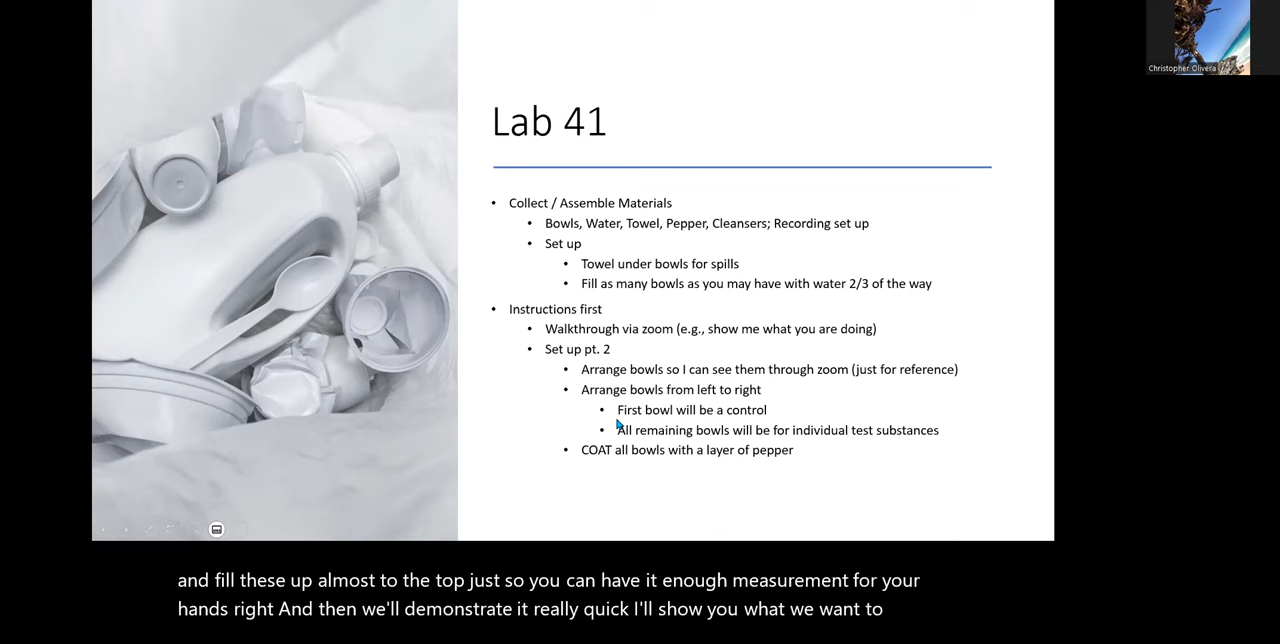 Christopher Olivera
Lab 41
• Collect / Assemble Materials
• Bowls, Water, Towel, Pepper, Cleansers; Recording set up
• Set up
• Towel under bowls for spills
• Fill as many bowls as you may have with water 2/3 of the way
• Instructions first
• Walkthrough via zoom (e.g., show me what you are doing)
• Set up pt. 2
• Arrange bowls so I can see them through zoom (just for reference)
• Arrange bowls from left to right
• First bowl will be a control
• All remaining bowls will be for individual test substances
• COAT all bowls with a layer of pepper
and fill these up almost to the top just so you can have it enough measurement for your
hands right And then we'll demonstrate it really quick I'll show you what we want to